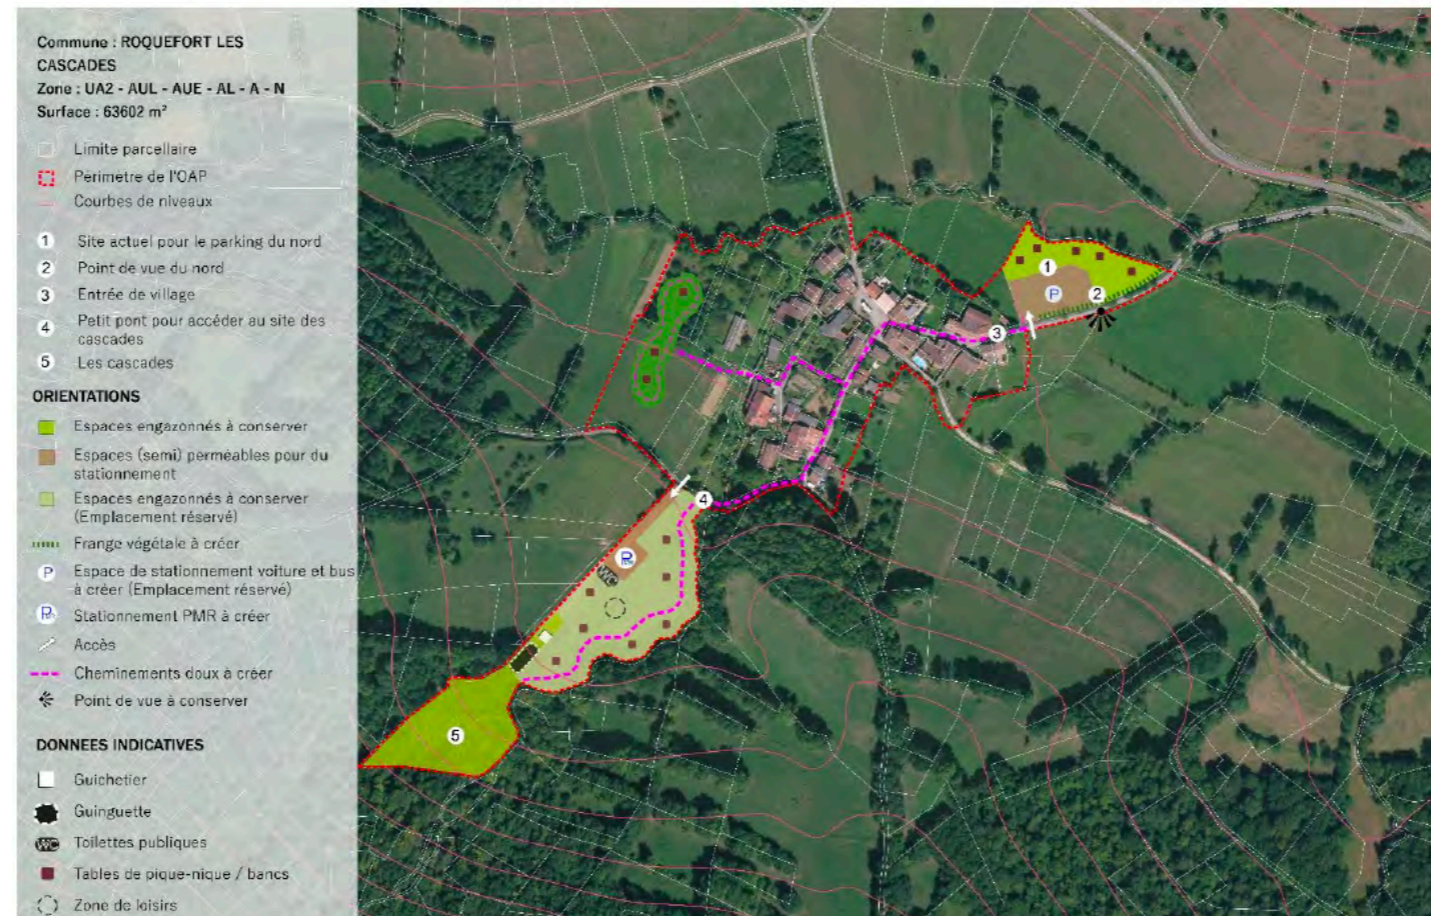 Commune : ROQUEFORT LES
CASCADES
Zone : UA2 - AUL - AUE - AL - A - N
Surface : 63602 m²
Limite parcellaire
Périmetre de l'OAP
Courbes de niveaux
1 Site actuel pour le parking du nord
2 Point de vue du nord
3 Entrée de village
4 Petit pont pour accéder au site des
cascades
5 Les cascades
ORIENTATIONS
Espaces engazonnés à conserver
Espaces (semi) perméables pour du
stationnement
Espaces engazonnés à conserver
(Emplacement réservé)
Frange végétale à créer
P Espace de stationnement voiture et bus
à créer (Emplacement réservé)
Stationnement PMR à créer
Accès
Cheminements doux à créer
Point de vue à conserver
DONNEES INDICATIVES
Guichetier
Guinguette
WC Toilettes publiques
Tables de pique-nique / bancs
Zone de loisirs
1
P
2
3
4
WC
5